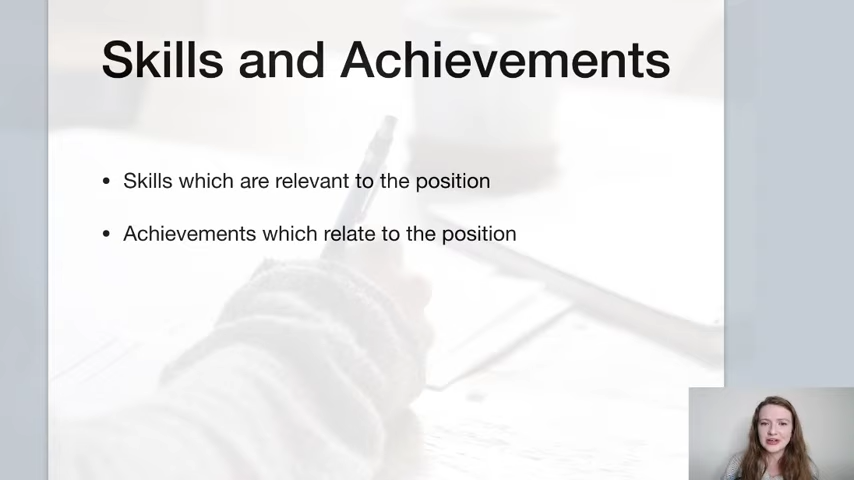 Skills and Achievements
• Skills which are relevant to the position
• Achievements which relate to the position